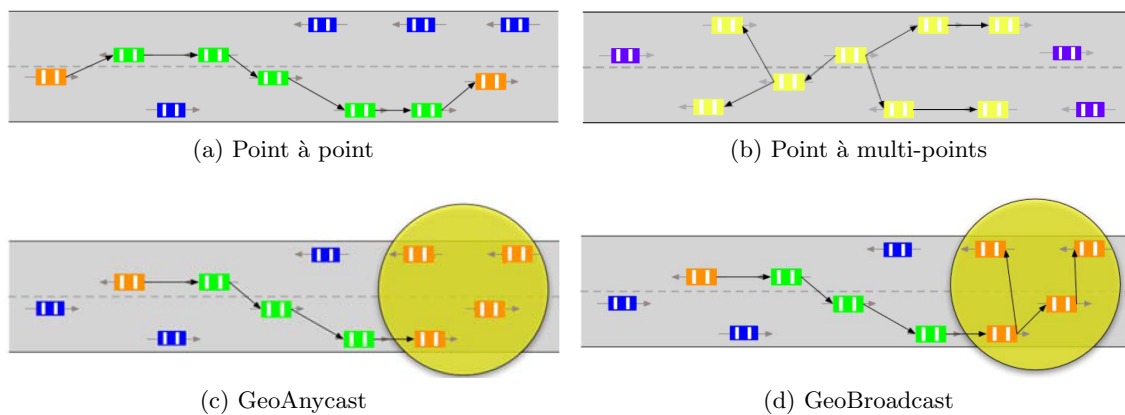 (a) Point à point
(b) Point à multi-points
(c) GeoAnycast
(d) GeoBroadcast